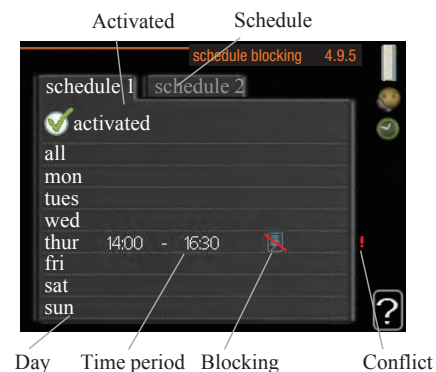 Activated Schedule
schedule blocking 4.9.5
schedule 1 schedule 2
activated
all
mon
tues
wed
thur 14:00 - 16:30 !
fri
sat
sun
?
Day Time period Blocking Conflict